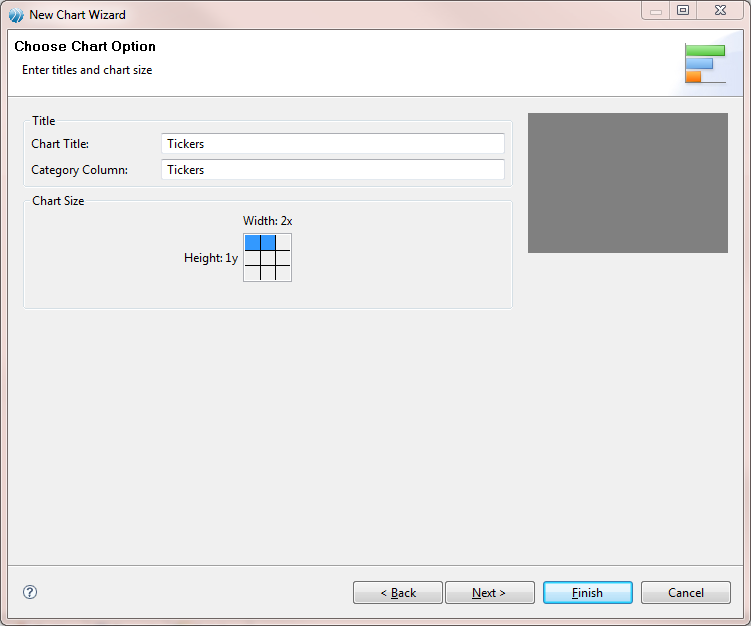 New Chart Wizard
Choose Chart Option
Enter titles and chart size
Title
Chart Title: Tickers
Category Column: Tickers
Chart Size
Width: 2x
Height: 1y
? < Back Next > Finish Cancel